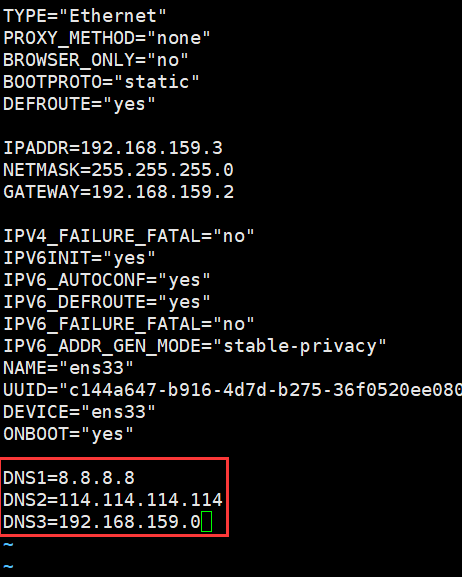 TYPE="Ethernet"
PROXY_METHOD="none"
BROWSER_ONLY="no"
BOOTPROTO="static"
DEFROUTE="yes"
IPADDR=192.168.159.3
NETMASK=255.255.255.0
GATEWAY=192.168.159.2
IPV4_FAILURE_FATAL="no"
IPV6INIT="yes"
IPV6_AUTOCONF="yes"
IPV6_DEFROUTE="yes"
IPV6_FAILURE_FATAL="no"
IPV6_ADDR_GEN_MODE="stable-privacy"
NAME="ens33"
UUID="c144a647-b916-4d7d-b275-36f0520ee080
DEVICE="ens33"
ONBOOT="yes"
DNS1=8.8.8.8
DNS2=114.114.114.114
DNS3=192.168.159.0
~
~